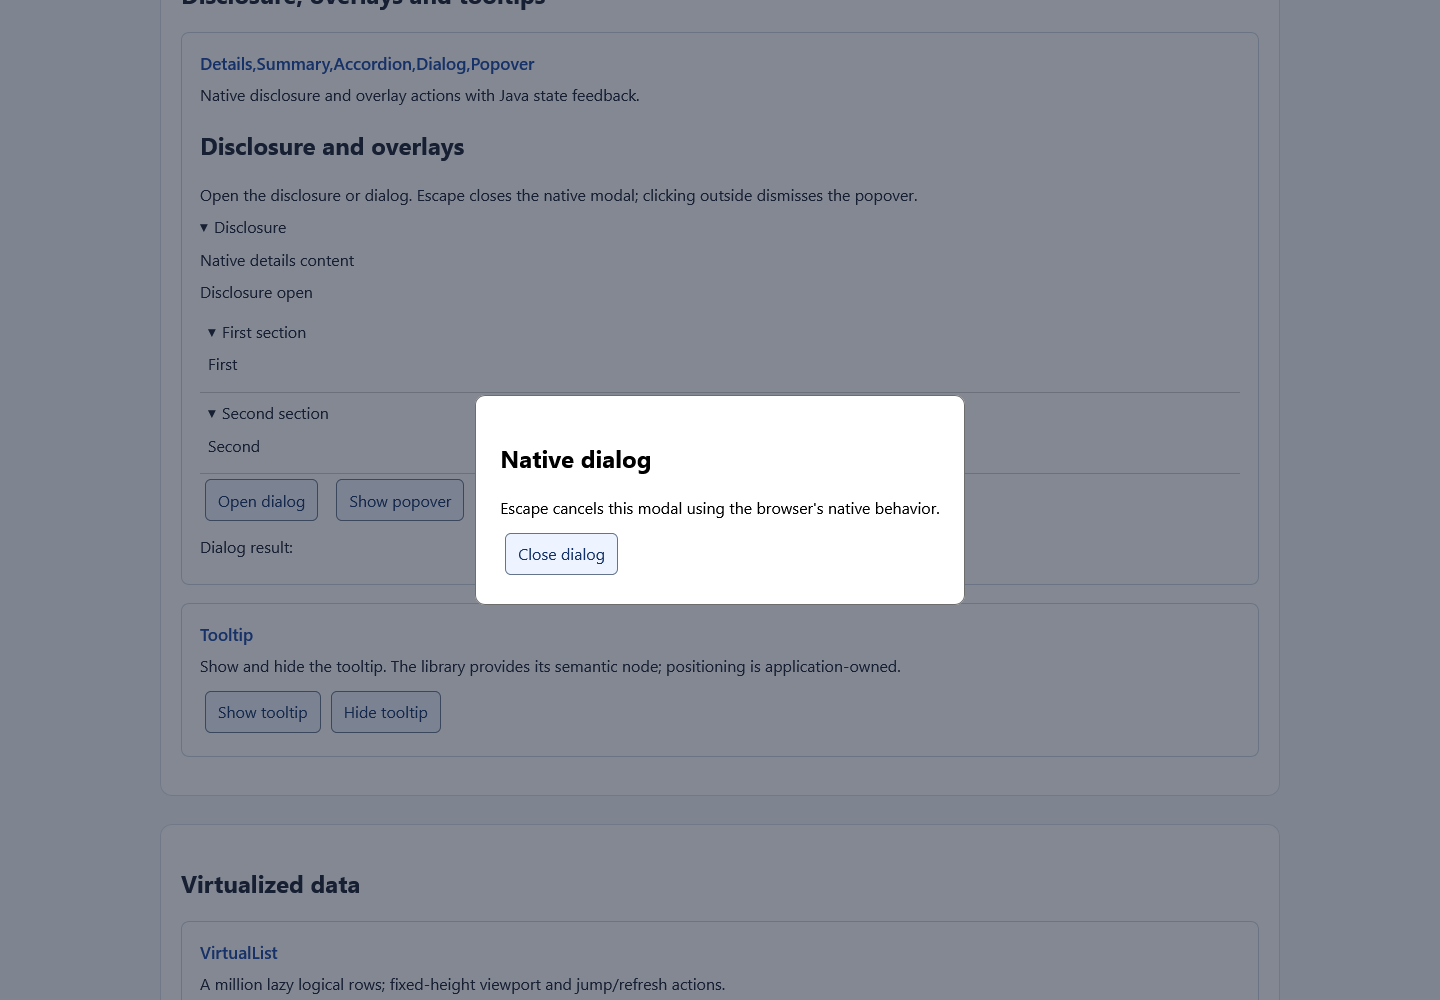 Disclosure, overlays and tooltips
Details,Summary,Accordion,Dialog,Popover
Native disclosure and overlay actions with Java state feedback.
Disclosure and overlays
Open the disclosure or dialog. Escape closes the native modal; clicking outside dismisses the popover.
▼ Disclosure
Native details content
Disclosure open
▼ First section
First
▼ Second section
Second
Open dialog Show popover
Dialog result:
Native dialog
Escape cancels this modal using the browser's native behavior.
Close dialog
Tooltip
Show and hide the tooltip. The library provides its semantic node; positioning is application-owned.
Show tooltip Hide tooltip
Virtualized data
VirtualList
A million lazy logical rows; fixed-height viewport and jump/refresh actions.